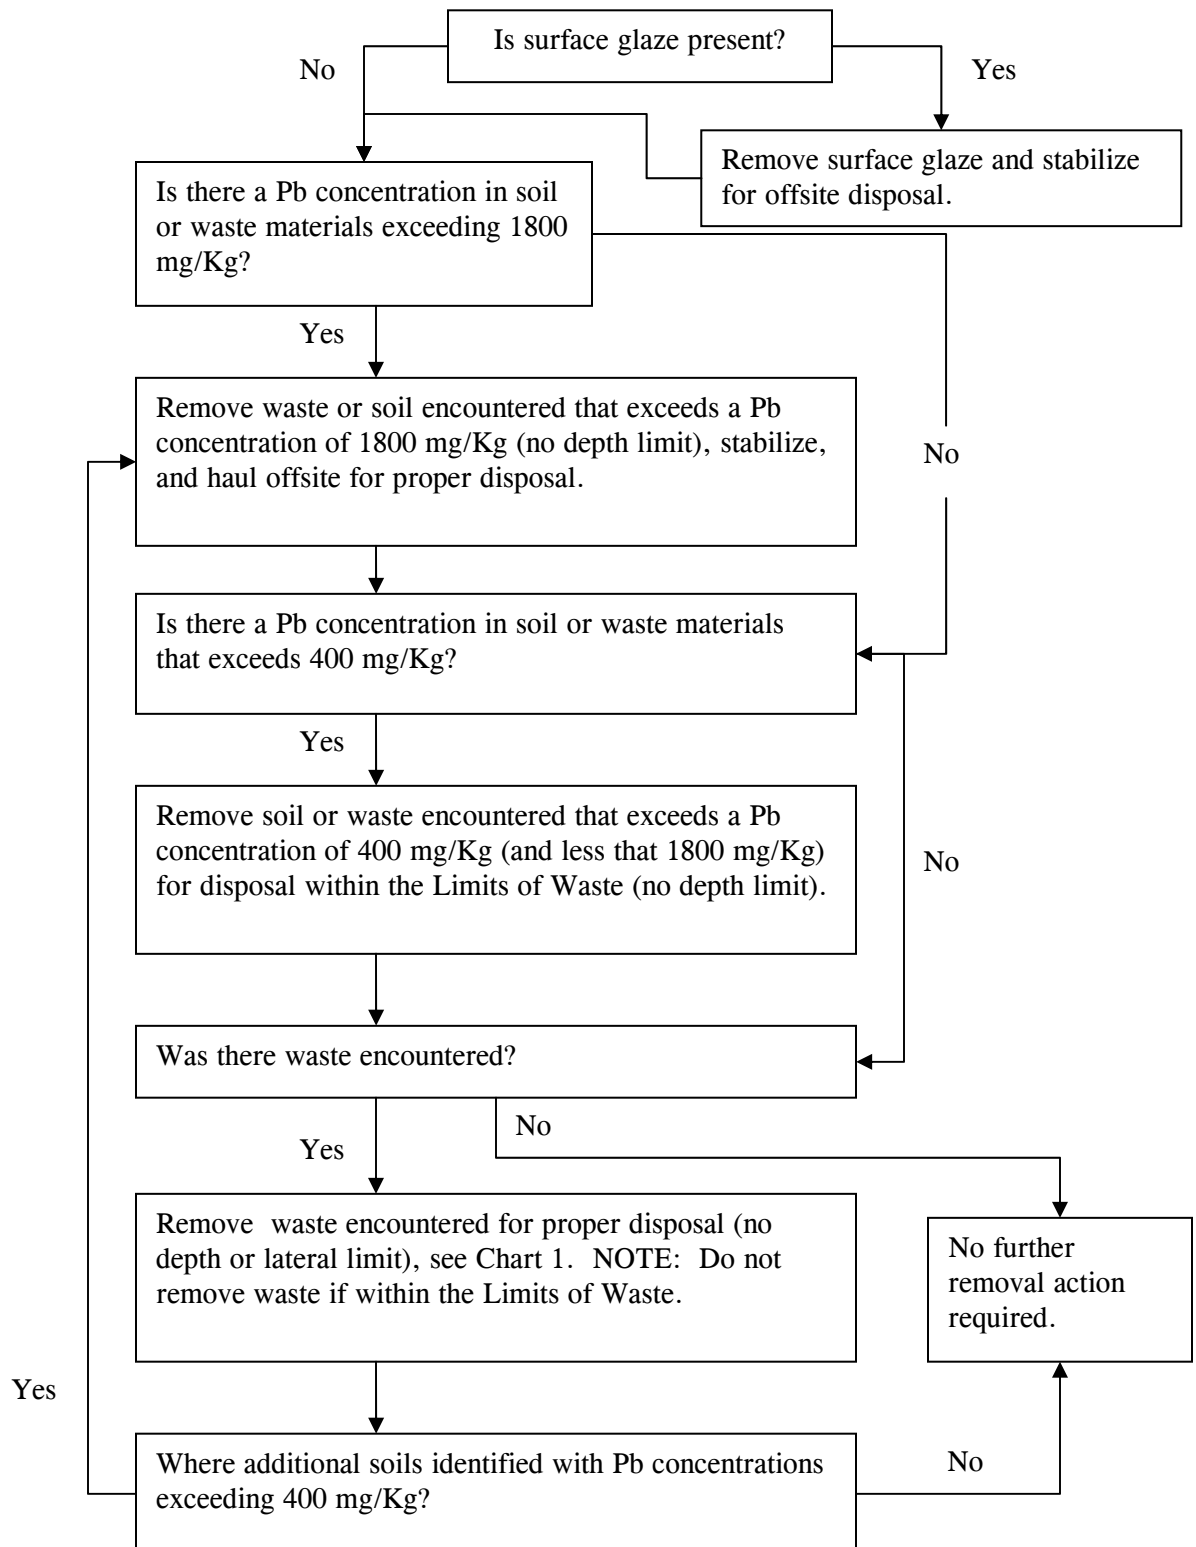 Is surface glaze present?
No
Yes
Remove surface glaze and stabilize
for offsite disposal.
Is there a Pb concentration in soil
or waste materials exceeding 1800
mg/Kg?
Yes
Remove waste or soil encountered that exceeds a Pb
concentration of 1800 mg/Kg (no depth limit), stabilize,
and haul offsite for proper disposal.
No
Is there a Pb concentration in soil or waste materials
that exceeds 400 mg/Kg?
Yes
Remove soil or waste encountered that exceeds a Pb
concentration of 400 mg/Kg (and less that 1800 mg/Kg)
for disposal within the Limits of Waste (no depth limit).
No
Was there waste encountered?
No
Yes
Remove  waste encountered for proper disposal (no
depth or lateral limit), see Chart 1.  NOTE:  Do not
remove waste if within the Limits of Waste.
No further
removal action
required.
Yes
Where additional soils identified with Pb concentrations
exceeding 400 mg/Kg?
No